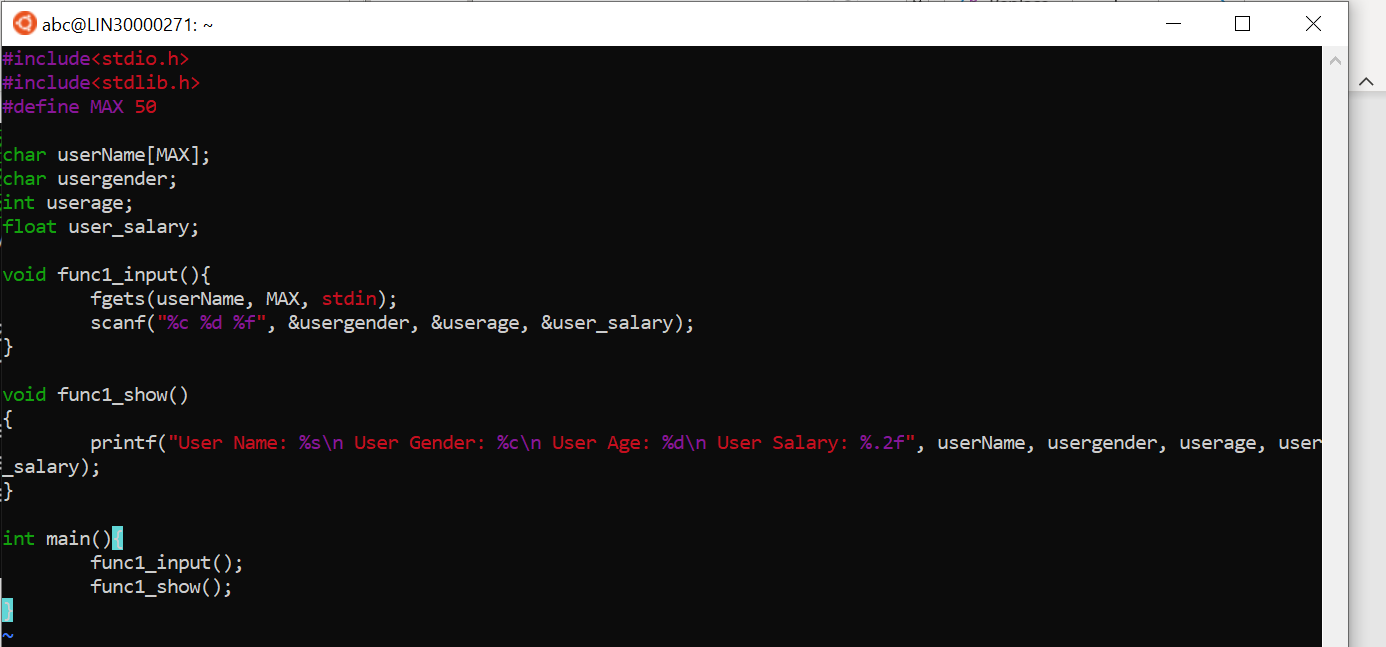 abc@LIN30000271: ~
#include<stdio.h>
#include<stdlib.h>
#define MAX 50
char userName[MAX];
char usergender;
int userage;
float user_salary;
void func1_input(){
        fgets(userName, MAX, stdin);
        scanf("%c %d %f", &usergender, &userage, &user_salary);
}
void func1_show()
{
        printf("User Name: %s\n User Gender: %c\n User Age: %d\n User Salary: %.2f", userName, usergender, userage, user
_salary);
}
int main(){
        func1_input();
        func1_show();
}
~